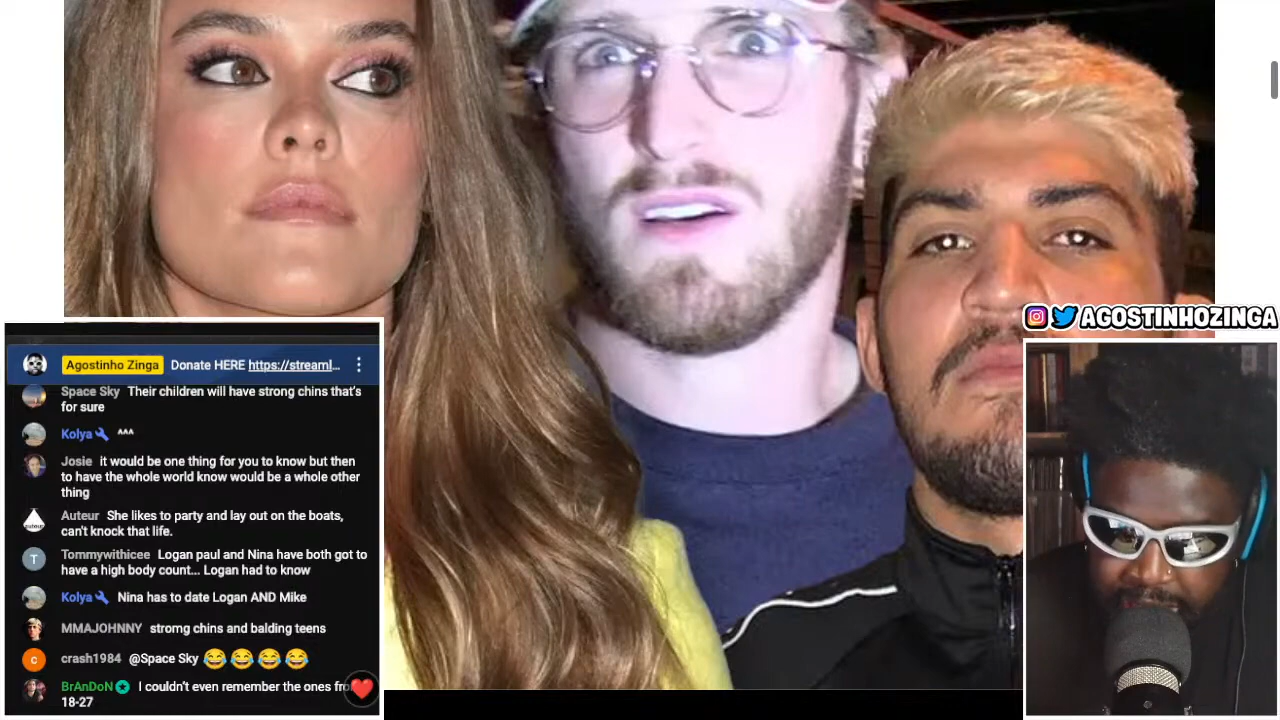 AGOSTINHOZINGA
Agostinho Zinga Donate HERE https://streaml...
Space Sky Their children will have strong chins that's
for sure
Kolya ^^^
Josie it would be one thing for you to know but then
to have the whole world know would be a whole other
thing
Auteur She likes to party and lay out on the boats,
can't knock that life.
Tommywithicee Logan paul and Nina have both got to
have a high body count... Logan had to know
Kolya Nina has to date Logan AND Mike
MMAJOHNNY stromg chins and balding teens
crash1984 @Space Sky 😂😂😂😂
BrAnDoN I couldn't even remember the ones
18-27